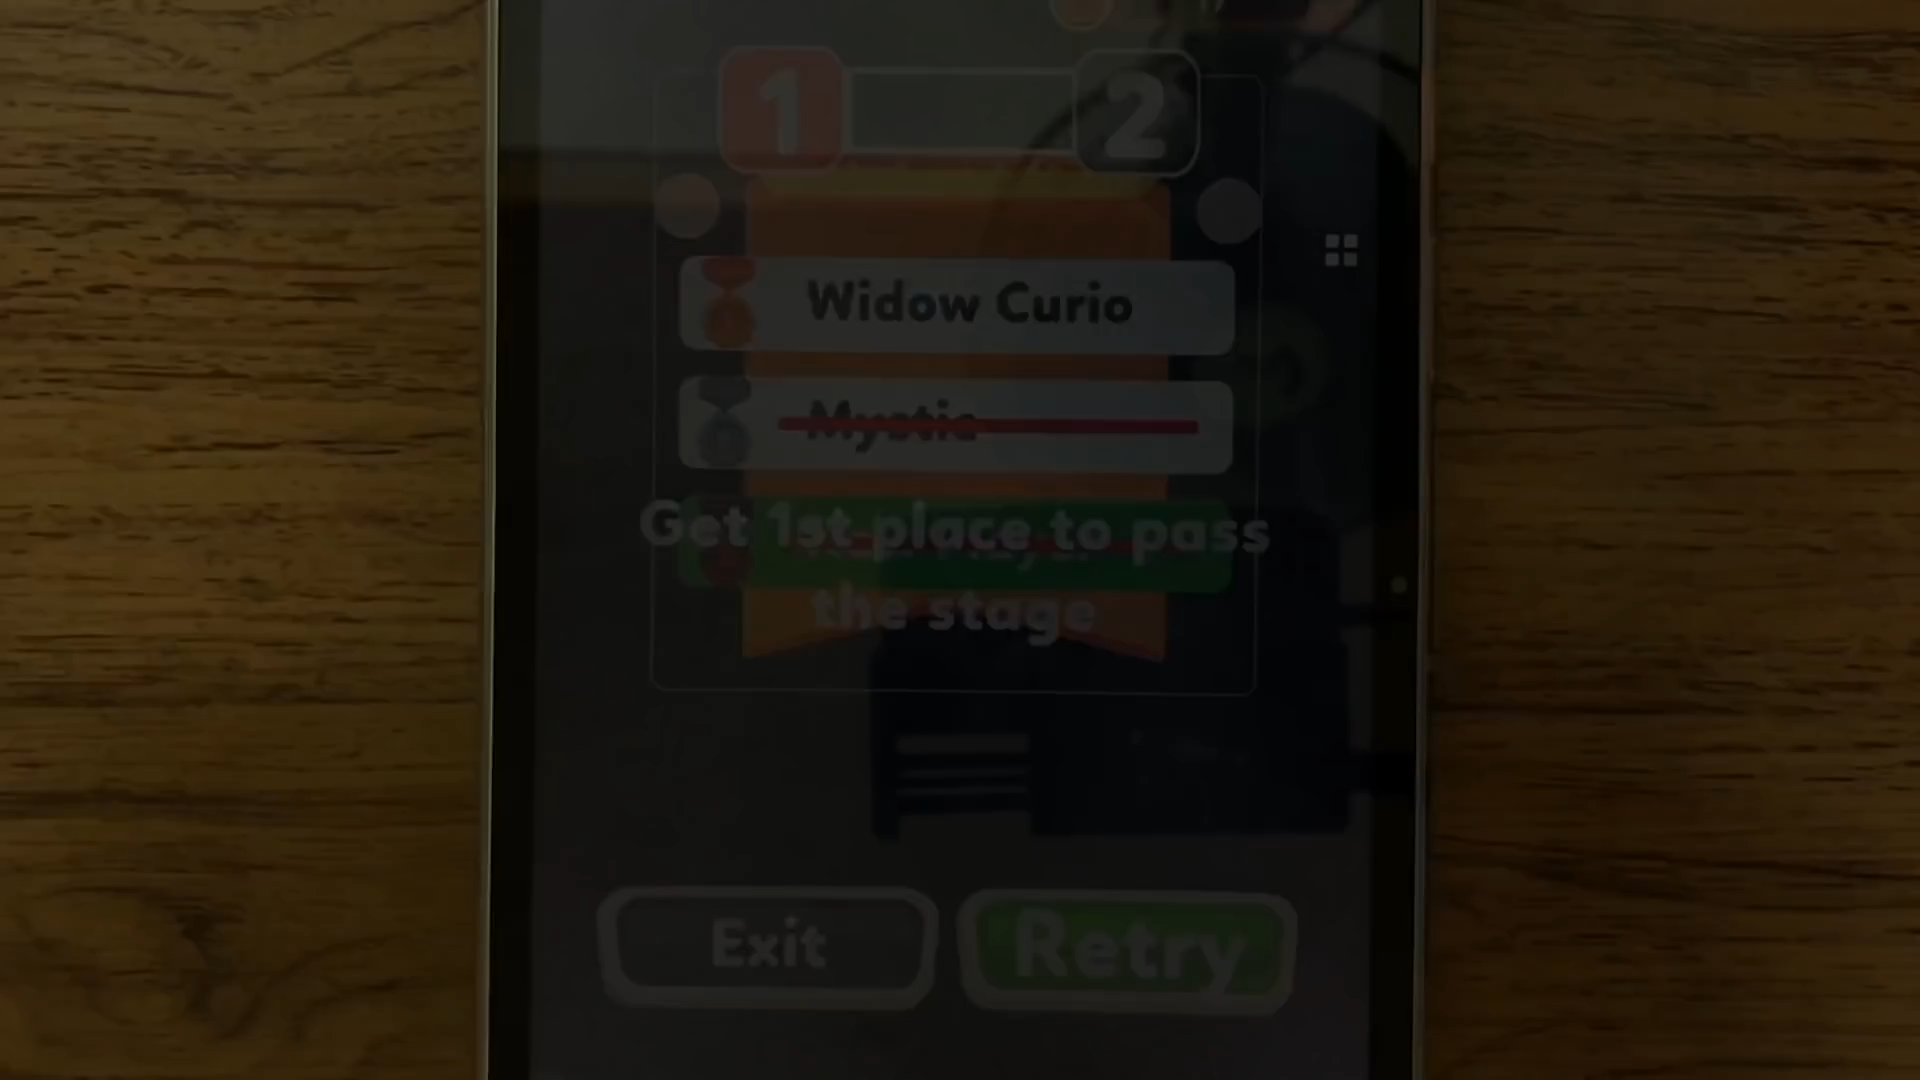 1 2
Widow Curio
Mystic
Get 1st place to pass
the stage
Exit
Retry